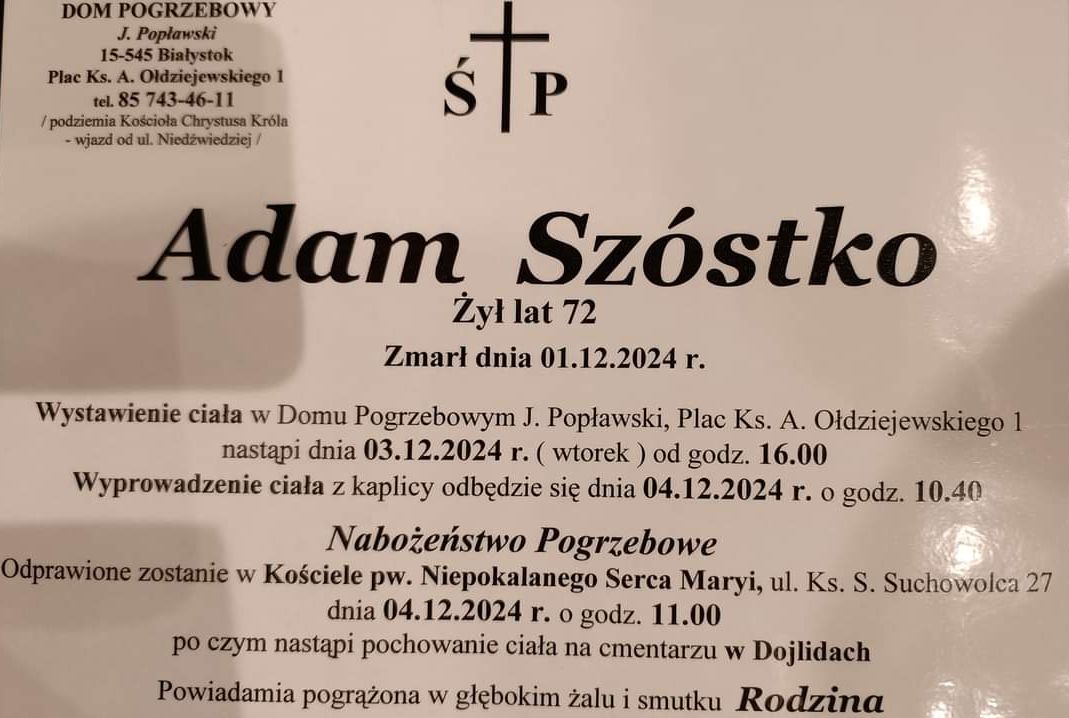 DOM POGRZEBOWY
J. Popławski
15-545 Białystok
Plac Ks. A. Ołdziejewskiego 1
tel. 85 743-46-11
/ podziemia Kościoła Chrystusa Króla
- wjazd od ul. Niedźwiedziej /
Ś P
Adam Szóstko
Żył lat 72
Zmarł dnia 01.12.2024 r.
Wystawienie ciała w Domu Pogrzebowym J. Popławski, Plac Ks. A. Ołdziejewskiego 1
nastąpi dnia 03.12.2024 r. ( wtorek ) od godz. 16.00
Wyprowadzenie ciała z kaplicy odbędzie się dnia 04.12.2024 r. o godz. 10.40
Nabożeństwo Pogrzebowe
Odprawione zostanie w Kościele pw. Niepokalanego Serca Maryi, ul. Ks. S. Suchowolca 27
dnia 04.12.2024 r. o godz. 11.00
po czym nastąpi pochowanie ciała na cmentarzu w Dojlidach
Powiadamia pogrążona w głębokim żalu i smutku Rodzina